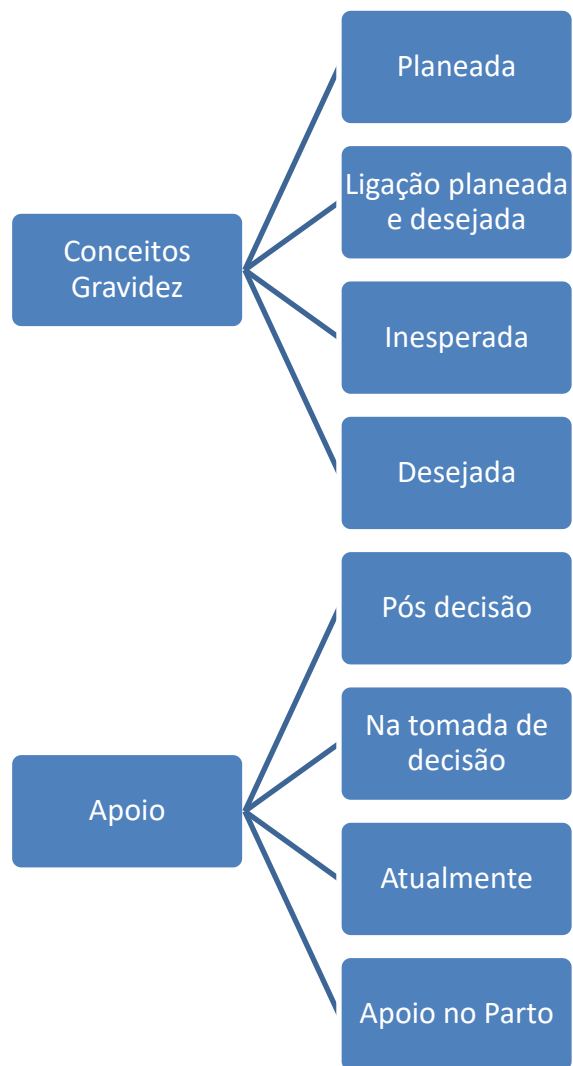 Conceitos
Gravidez
Planeada
Ligação planeada
e desejada
Inesperada
Desejada
Apoio
Pós decisão
Na tomada de
decisão
Atualmente
Apoio no Parto